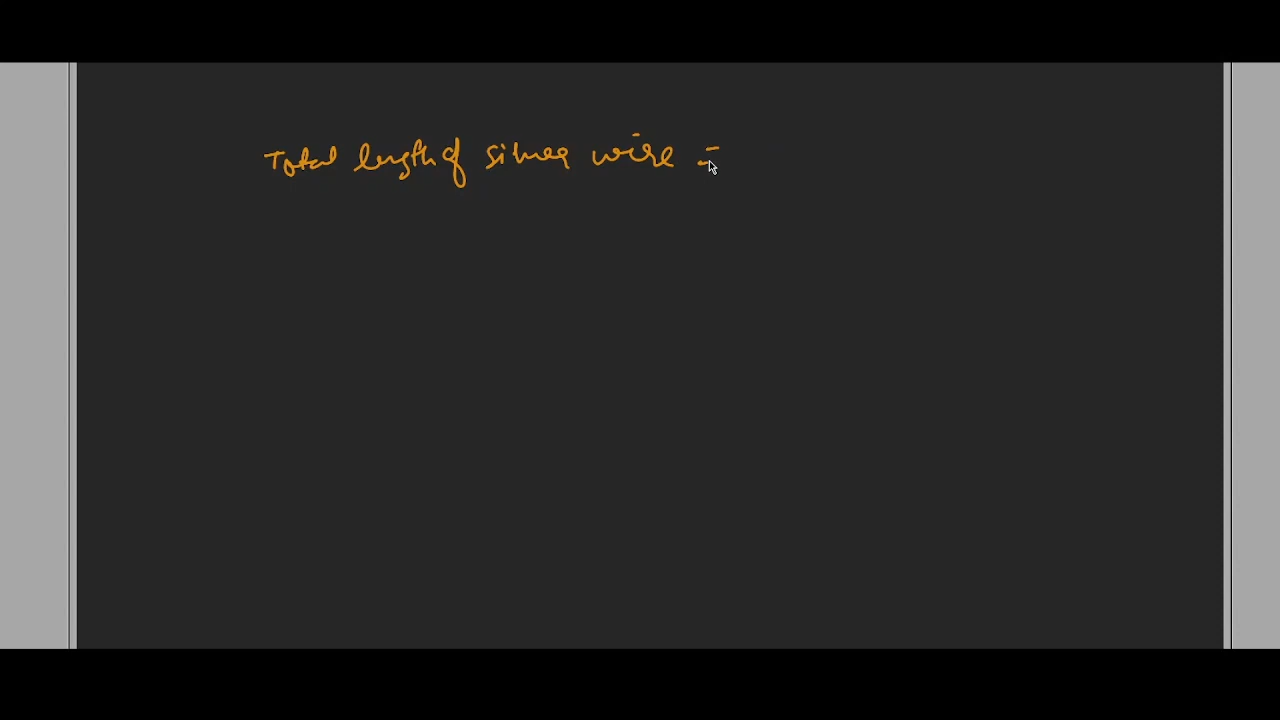 Total length of silver wire =